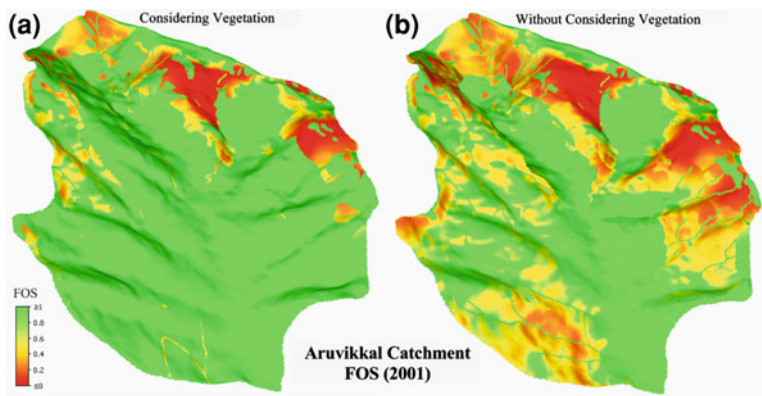 (a)
Considering Vegetation
(b)
Without Considering Vegetation
FOS
≥1
0.8
0.6
0.4
0.2
≤0
Aruvikkal Catchment
FOS (2001)